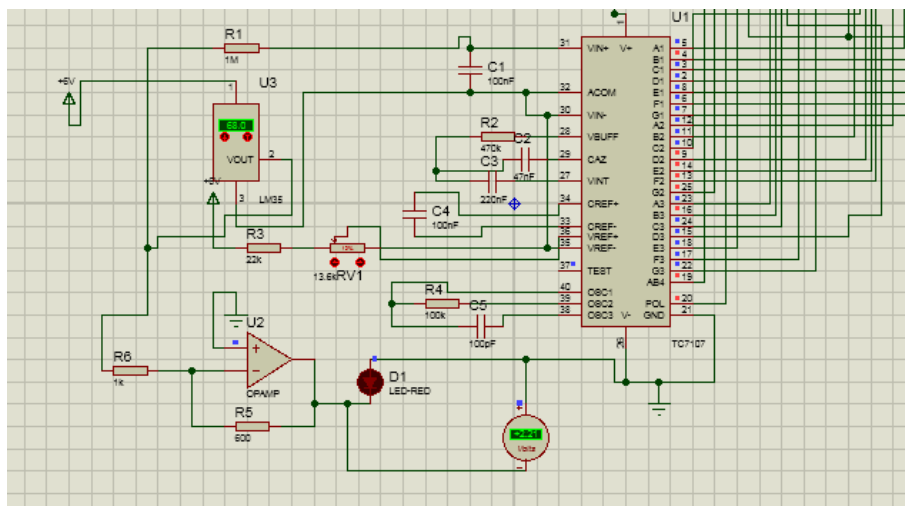 R1
1M
+5V
U3
1
68.0
VOUT
2
3
LM35
+5V
R3
22k
13.6k
RV1
13%
C1
100nF
R2
470k
C2
47nF
C3
220nF
C4
100nF
R4
100k
C5
100pF
U1
1
31
32
30
28
29
27
34
33
36
35
37
40
39
38
VIN+
V+
ACOM
VIN-
VBUFF
CAZ
VINT
CREF+
CREF-
VREF+
VREF-
TEST
OSC1
OSC2
OSC3
V-
26
A1
B1
C1
D1
E1
F1
G1
A2
B2
C2
D2
E2
F2
G2
A3
B3
C3
D3
E3
F3
G3
AB4
POL
GND
5
4
3
2
8
6
7
12
11
10
9
14
13
25
23
16
24
15
18
17
22
19
20
21
TC7107
U2
+
-
OPAMP
R6
1k
R5
600
D1
LED-RED
+
Volts
-